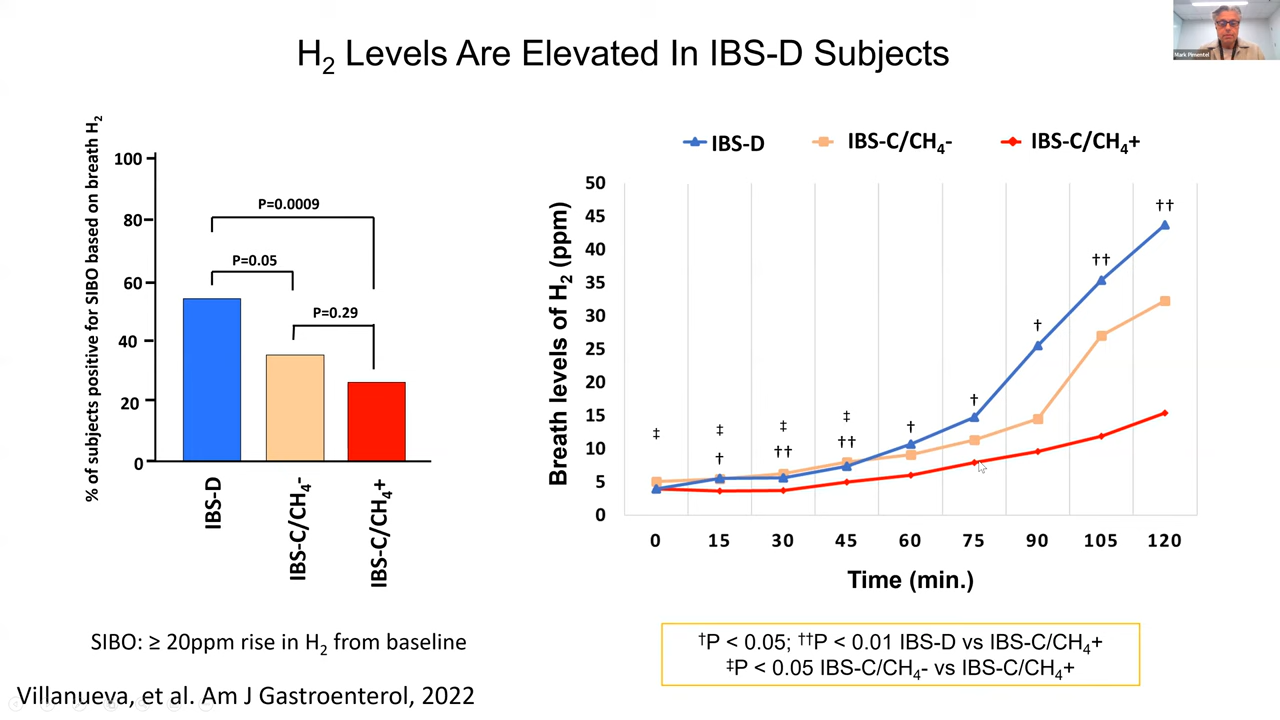 H₂ Levels Are Elevated In IBS-D Subjects
Mark Pimentel
% of subjects positive for SIBO based on breath H₂
100
80
60
40
20
0
P=0.0009
P=0.05
P=0.29
IBS-D
IBS-C/CH₄-
IBS-C/CH₄+
SIBO: ≥ 20ppm rise in H₂ from baseline
Villanueva, et al. Am J Gastroenterol, 2022
IBS-D IBS-C/CH₄- IBS-C/CH₄+
Breath levels of H₂ (ppm)
50
45
40
35
30
25
20
15
10
5
0
‡
‡
†
‡
††
‡
††
†
†
†
††
††
0 15 30 45 60 75 90 105 120
Time (min.)
†P < 0.05; ††P < 0.01 IBS-D vs IBS-C/CH₄+
‡P < 0.05 IBS-C/CH₄- vs IBS-C/CH₄+